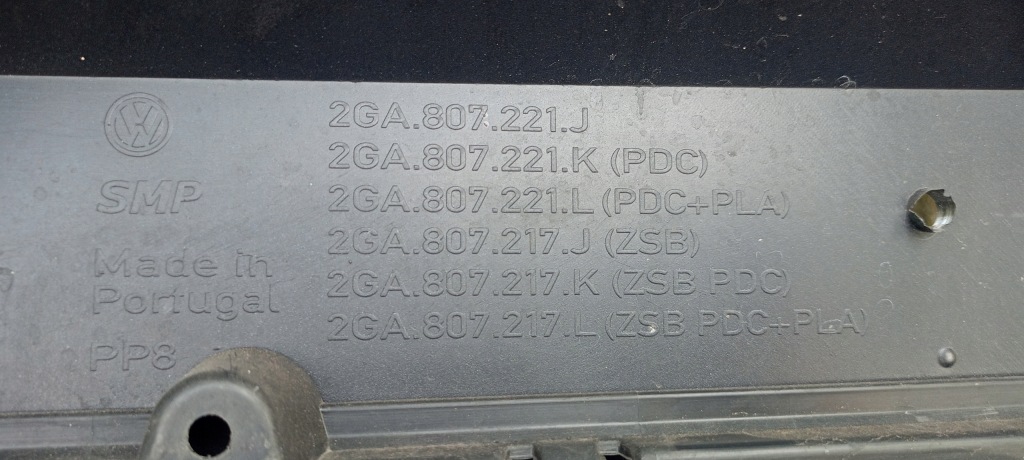 VW
SMP
Made in
Portugal
PP8
2GA.807.221.J
2GA.807.221.K (PDC)
2GA.807.221.L (PDC+PLA)
2GA.807.217.J (ZSB)
2GA.807.217.K (ZSB PDC)
2GA.807.217.L (ZSB PDC+PLA)